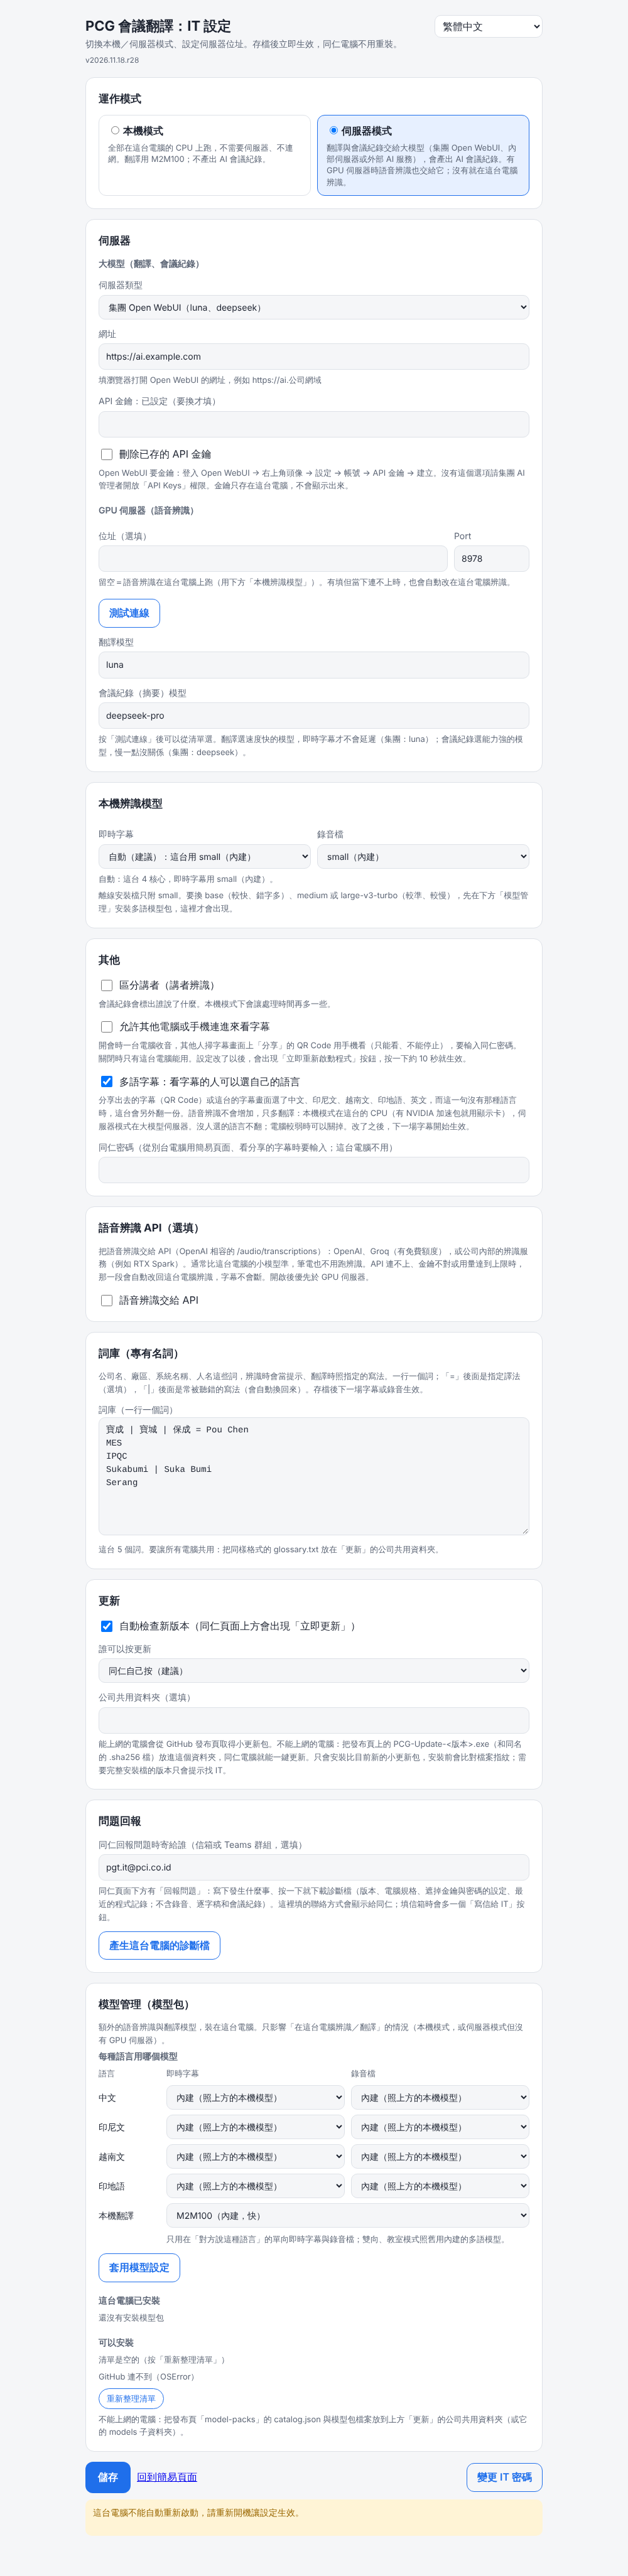 PCG 會議翻譯：IT 設定
繁體中文
切換本機／伺服器模式、設定伺服器位址。存檔後立即生效，同仁電腦不用重裝。
v2026.11.18.r28
運作模式
本機模式
全部在這台電腦的 CPU 上跑，不需要伺服器、不連
網。翻譯用 M2M100；不產出 AI 會議紀錄。
伺服器模式
翻譯與會議紀錄交給大模型（集團 Open WebUI、內
部伺服器或外部 AI 服務），會產出 AI 會議紀錄。有
GPU 伺服器時語音辨識也交給它；沒有就在這台電腦
辨識。
伺服器
大模型（翻譯、會議紀錄）
伺服器類型
集團 Open WebUI（luna、deepseek）
網址
https://ai.example.com
填瀏覽器打開 Open WebUI 的網址，例如 https://ai.公司網域
API 金鑰：已設定（要換才填）
刪除已存的 API 金鑰
Open WebUI 要金鑰：登入 Open WebUI → 右上角頭像 → 設定 → 帳號 → API 金鑰 → 建立。沒有這個選項請集團 AI
管理者開放「API Keys」權限。金鑰只存在這台電腦，不會顯示出來。
GPU 伺服器（語音辨識）
位址（選填）
Port
8978
留空＝語音辨識在這台電腦上跑（用下方「本機辨識模型」）。有填但當下連不上時，也會自動改在這台電腦辨識。
測試連線
翻譯模型
luna
會議紀錄（摘要）模型
deepseek-pro
按「測試連線」後可以從清單選。翻譯選速度快的模型，即時字幕才不會延遲（集團：luna）；會議紀錄選能力強的模
型，慢一點沒關係（集團：deepseek）。
本機辨識模型
即時字幕
錄音檔
自動（建議）：這台用 small（內建）
small（內建）
自動：這台 4 核心，即時字幕用 small（內建）。
離線安裝檔只附 small。要換 base（較快、錯字多）、medium 或 large-v3-turbo（較準、較慢），先在下方「模型管
理」安裝多語模型包，這裡才會出現。
其他
區分講者（講者辨識）
會議紀錄會標出誰說了什麼。本機模式下會讓處理時間再多一些。
允許其他電腦或手機連進來看字幕
開會時一台電腦收音，其他人掃字幕畫面上「分享」的 QR Code 用手機看（只能看、不能停止），要輸入同仁密碼。
關閉時只有這台電腦能用。設定改了以後，會出現「立即重新啟動程式」按鈕，按一下約 10 秒就生效。
多語字幕：看字幕的人可以選自己的語言
分享出去的字幕（QR Code）或這台的字幕畫面選了中文、印尼文、越南文、印地語、英文，而這一句沒有那種語言
時，這台會另外翻一份。語音辨識不會增加，只多翻譯：本機模式在這台的 CPU（有 NVIDIA 加速包就用顯示卡），伺
服器模式在大模型伺服器。沒人選的語言不翻；電腦較弱時可以關掉。改了之後，下一場字幕開始生效。
同仁密碼（從別台電腦用簡易頁面、看分享的字幕時要輸入；這台電腦不用）
語音辨識 API（選填）
把語音辨識交給 API（OpenAI 相容的 /audio/transcriptions）：OpenAI、Groq（有免費額度），或公司內部的辨識服
務（例如 RTX Spark）。通常比這台電腦的小模型準，筆電也不用跑辨識。API 連不上、金鑰不對或用量達到上限時，
那一段會自動改回這台電腦辨識，字幕不會斷。開啟後優先於 GPU 伺服器。
語音辨識交給 API
詞庫（專有名詞）
公司名、廠區、系統名稱、人名這些詞，辨識時會當提示、翻譯時照指定的寫法。一行一個詞；「=」後面是指定譯法
（選填），「|」後面是常被聽錯的寫法（會自動換回來）。存檔後下一場字幕或錄音生效。
詞庫（一行一個詞）
寶成 | 寶城 | 保成 = Pou Chen
MES
IPQC
Sukabumi | Suka Bumi
Serang
這台 5 個詞。要讓所有電腦共用：把同樣格式的 glossary.txt 放在「更新」的公司共用資料夾。
更新
自動檢查新版本（同仁頁面上方會出現「立即更新」）
誰可以按更新
同仁自己按（建議）
公司共用資料夾（選填）
能上網的電腦會從 GitHub 發布頁取得小更新包。不能上網的電腦：把發布頁上的 PCG-Update-<版本>.exe（和同名
的 .sha256 檔）放進這個資料夾，同仁電腦就能一鍵更新。只會安裝比目前新的小更新包，安裝前會比對檔案指紋；需
要完整安裝檔的版本只會提示找 IT。
問題回報
同仁回報問題時寄給誰（信箱或 Teams 群組，選填）
pgt.it@pci.co.id
同仁頁面下方有「回報問題」：寫下發生什麼事、按一下就下載診斷檔（版本、電腦規格、遮掉金鑰與密碼的設定、最
近的程式記錄；不含錄音、逐字稿和會議紀錄）。這裡填的聯絡方式會顯示給同仁；填信箱時會多一個「寫信給 IT」按
鈕。
產生這台電腦的診斷檔
模型管理（模型包）
額外的語音辨識與翻譯模型，裝在這台電腦。只影響「在這台電腦辨識／翻譯」的情況（本機模式，或伺服器模式但沒
有 GPU 伺服器）。
每種語言用哪個模型
語言
即時字幕
錄音檔
中文
內建（照上方的本機模型）
內建（照上方的本機模型）
印尼文
內建（照上方的本機模型）
內建（照上方的本機模型）
越南文
內建（照上方的本機模型）
內建（照上方的本機模型）
印地語
內建（照上方的本機模型）
內建（照上方的本機模型）
本機翻譯
M2M100（內建，快）
只用在「對方說這種語言」的單向即時字幕與錄音檔；雙向、教室模式照舊用內建的多語模型。
套用模型設定
這台電腦已安裝
還沒有安裝模型包
可以安裝
清單是空的（按「重新整理清單」）
GitHub 連不到（OSError）
重新整理清單
不能上網的電腦：把發布頁「model-packs」的 catalog.json 與模型包檔案放到上方「更新」的公司共用資料夾（或它
的 models 子資料夾）。
儲存
回到簡易頁面
變更 IT 密碼
這台電腦不能自動重新啟動，請重新開機讓設定生效。